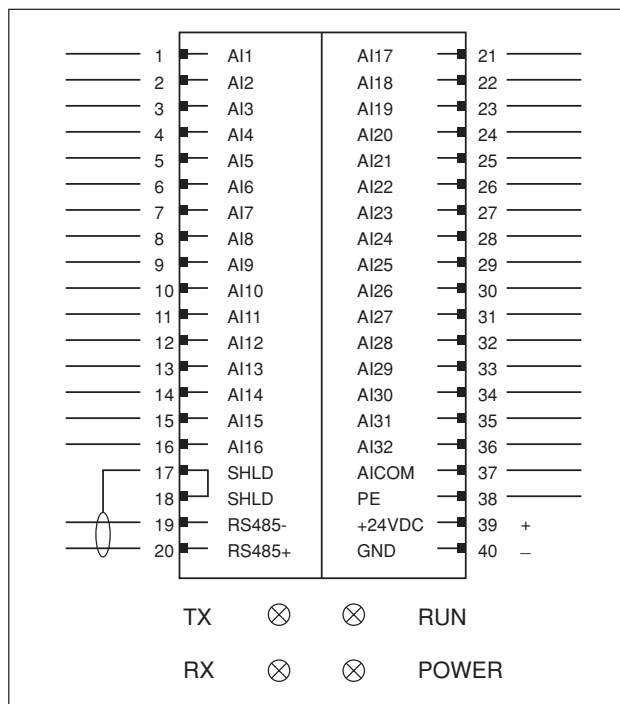 1 AI1 AI17 21
2 AI2 AI18 22
3 AI3 AI19 23
4 AI4 AI20 24
5 AI5 AI21 25
6 AI6 AI22 26
7 AI7 AI23 27
8 AI8 AI24 28
9 AI9 AI25 29
10 AI10 AI26 30
11 AI11 AI27 31
12 AI12 AI28 32
13 AI13 AI29 33
14 AI14 AI30 34
15 AI15 AI31 35
16 AI16 AI32 36
17 SHLD AICOM 37
18 SHLD PE 38
19 RS485- +24VDC 39 +
20 RS485+ GND 40 –
TX RUN
RX POWER